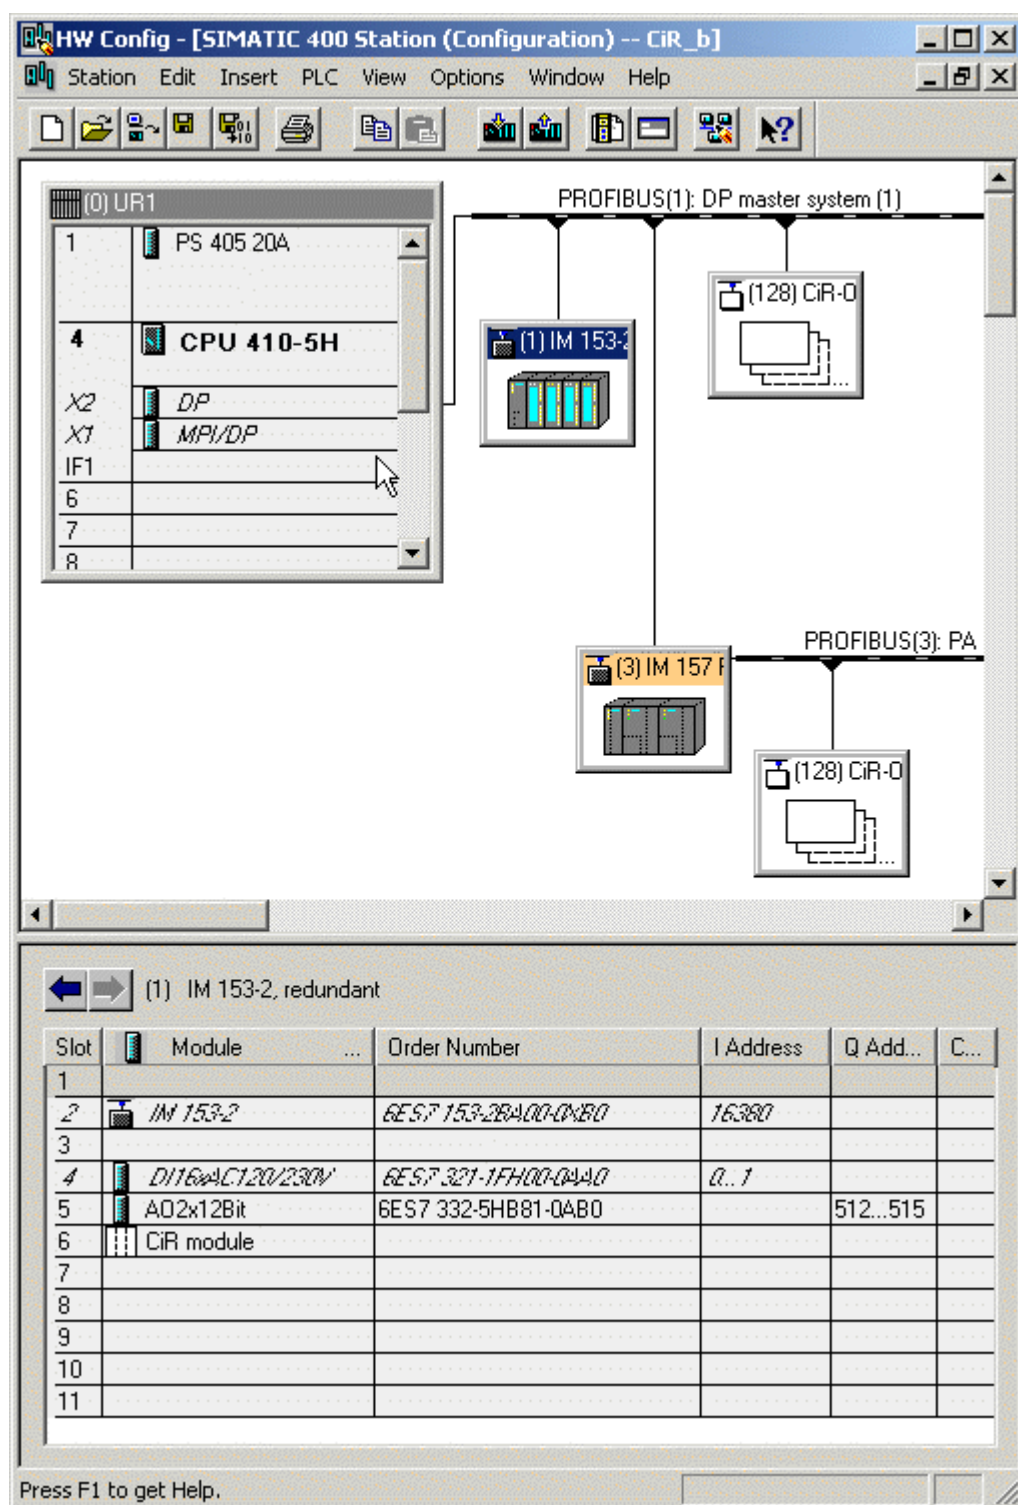 HW Config - [SIMATIC 400 Station (Configuration) -- CiR_b]
Station Edit Insert PLC View Options Window Help
(0) UR1
1 PS 405 20A
4 CPU 410-5H
X2 DP
X1 MPI/DP
IF1
6
7
8
PROFIBUS(1): DP master system (1)
(128) CiR-O
(1) IM 153-2
PROFIBUS(3): PA
(3) IM 157
(128) CiR-O
(1) IM 153-2, redundant
Slot Module ... Order Number I Address Q Add... C...
1
2 IM 153-2 6ES7 153-2BA00-0XB0 16380
3
4 DI16xAC120/230V 6ES7 321-1FH00-0AA0 0...1
5 AO2x12Bit 6ES7 332-5HB81-0AB0 512...515
6 CiR module
7
8
9
10
11
Press F1 to get Help.